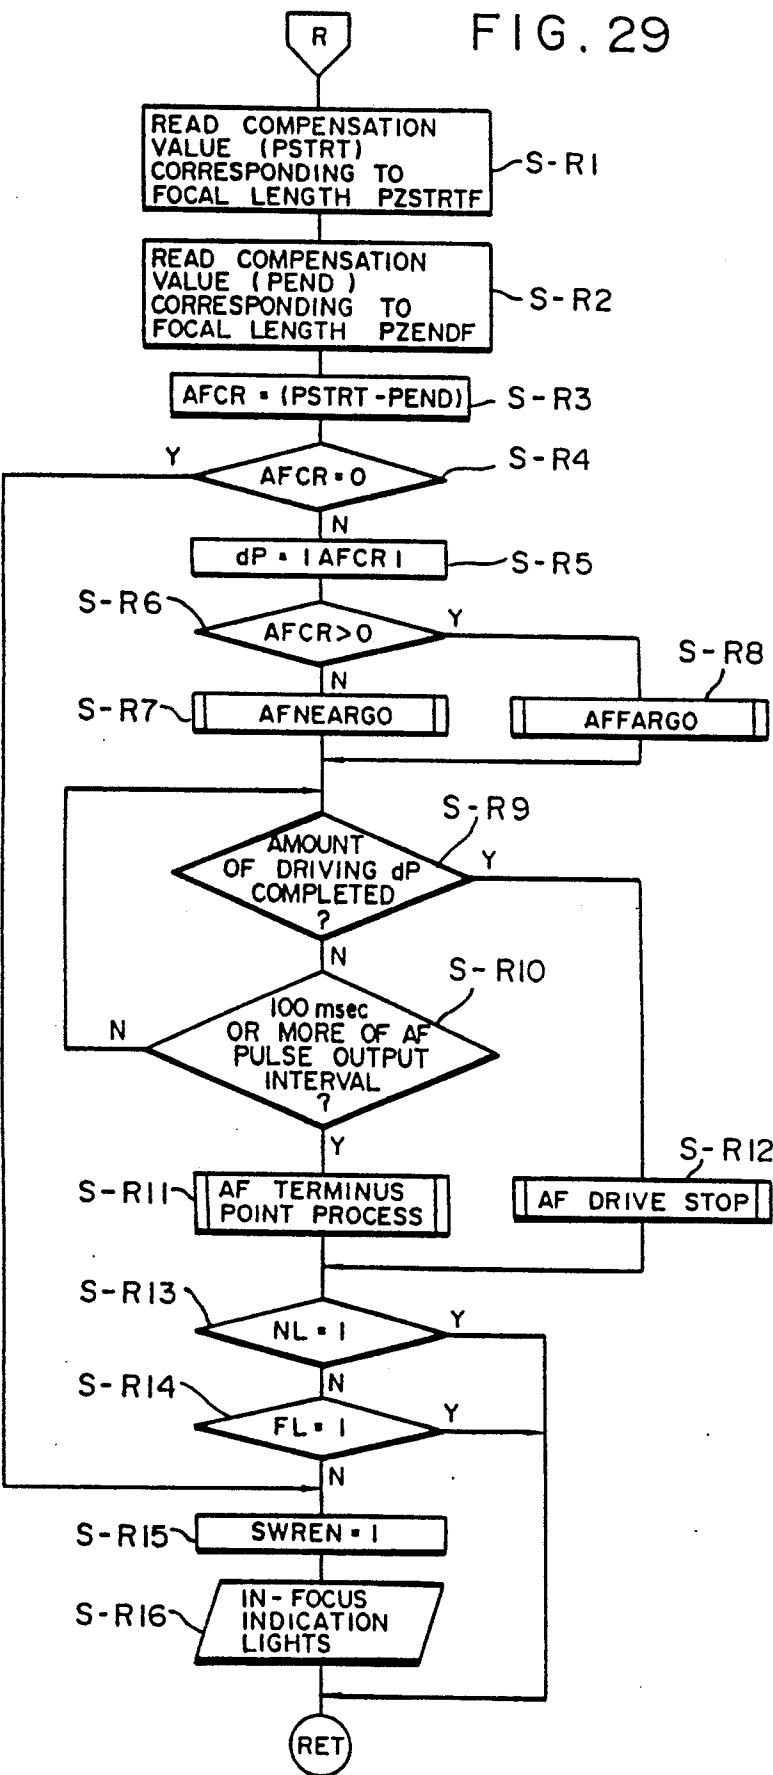 FIG. 29
R
READ COMPENSATION
VALUE (PSTRT)
CORRESPONDING TO
FOCAL LENGTH PZSTRTF
S-R1
READ COMPENSATION
VALUE (PEND )
CORRESPONDING TO
FOCAL LENGTH PZENDF
S-R2
AFCR = (PSTRT-PEND)
S-R3
Y
AFCR = 0
S-R4
N
dP = |AFCR|
S-R5
S-R6
AFCR>0
Y
N
S-R8
S-R7
AFNEARGO
AFFARGO
S-R9
AMOUNT
OF DRIVING dP
COMPLETED
?
Y
N
S-R10
100 msec
OR MORE OF AF
PULSE OUTPUT
INTERVAL
?
N
Y
S-R12
S-R11
AF TERMINUS
POINT PROCESS
AF DRIVE STOP
S-R13
NL = 1
Y
N
S-R14
FL = 1
Y
N
S-R15
SWREN = 1
S-R16
IN-FOCUS
INDICATION
LIGHTS
RET